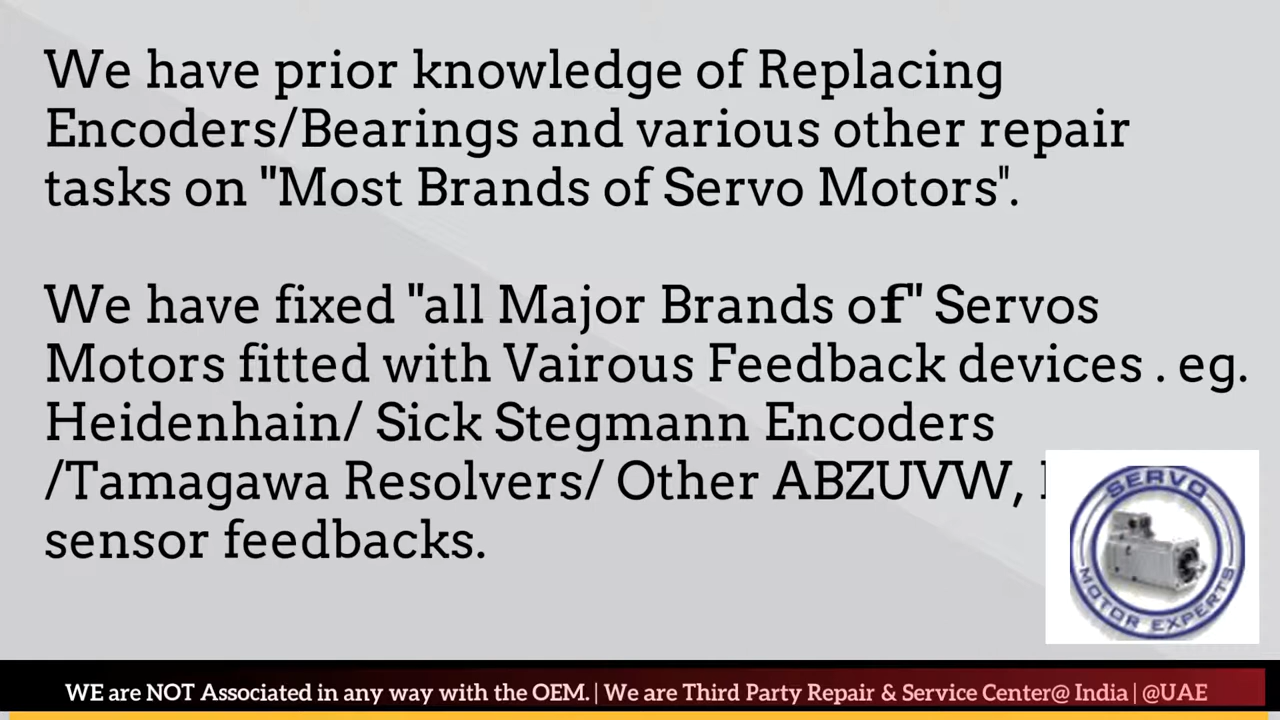 We have prior knowledge of Replacing
Encoders/Bearings and various other repair
tasks on "Most Brands of Servo Motors".
We have fixed "all Major Brands of" Servos
Motors fitted with Vairous Feedback devices . eg.
Heidenhain/ Sick Stegmann Encoders
/Tamagawa Resolvers/ Other ABZUVW,
sensor feedbacks.
SERVO
MOTOR EXPERTS
WE are NOT Associated in any way with the OEM. | We are Third Party Repair & Service Center@ India | @UAE